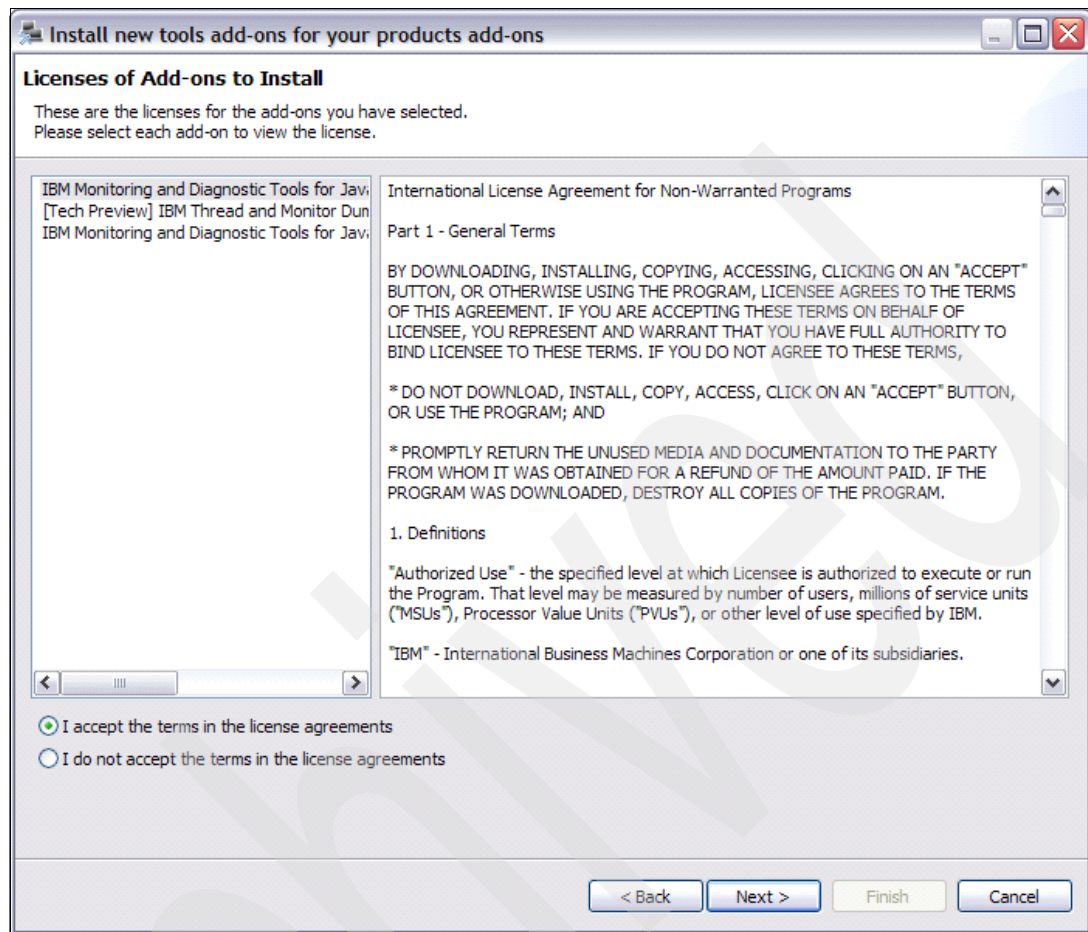 Install new tools add-ons for your products add-ons
Licenses of Add-ons to Install
These are the licenses for the add-ons you have selected.
Please select each add-on to view the license.
IBM Monitoring and Diagnostic Tools for Java
[Tech Preview] IBM Thread and Monitor Dum
IBM Monitoring and Diagnostic Tools for Java
International License Agreement for Non-Warranted Programs
Part 1 - General Terms
BY DOWNLOADING, INSTALLING, COPYING, ACCESSING, CLICKING ON AN "ACCEPT"
BUTTON, OR OTHERWISE USING THE PROGRAM, LICENSEE AGREES TO THE TERMS
OF THIS AGREEMENT. IF YOU ARE ACCEPTING THESE TERMS ON BEHALF OF
LICENSEE, YOU REPRESENT AND WARRANT THAT YOU HAVE FULL AUTHORITY TO
BIND LICENSEE TO THESE TERMS. IF YOU DO NOT AGREE TO THESE TERMS,
* DO NOT DOWNLOAD, INSTALL, COPY, ACCESS, CLICK ON AN "ACCEPT" BUTTON,
OR USE THE PROGRAM; AND
* PROMPTLY RETURN THE UNUSED MEDIA AND DOCUMENTATION TO THE PARTY
FROM WHOM IT WAS OBTAINED FOR A REFUND OF THE AMOUNT PAID. IF THE
PROGRAM WAS DOWNLOADED, DESTROY ALL COPIES OF THE PROGRAM.
1. Definitions
"Authorized Use" - the specified level at which Licensee is authorized to execute or run
the Program. That level may be measured by number of users, millions of service units
("MSUs"), Processor Value Units ("PVUs"), or other level of use specified by IBM.
"IBM" - International Business Machines Corporation or one of its subsidiaries.
I accept the terms in the license agreements
I do not accept the terms in the license agreements
< Back
Next >
Finish
Cancel
hived